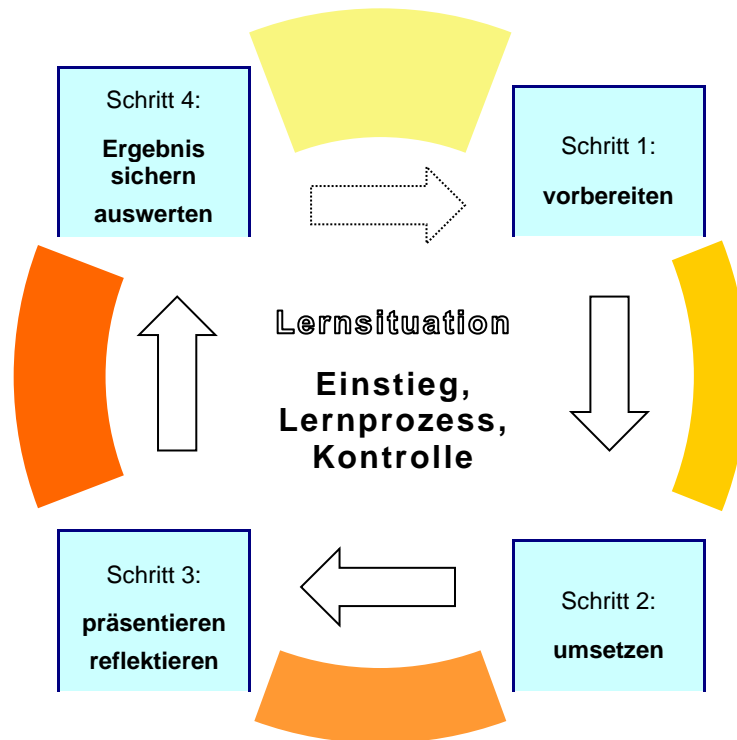 Schritt 4:
Ergebnis
sichern
auswerten
Schritt 1:
vorbereiten
Lernsituation
Einstieg,
Lernprozess,
Kontrolle
Schritt 3:
präsentieren
reflektieren
Schritt 2:
umsetzen